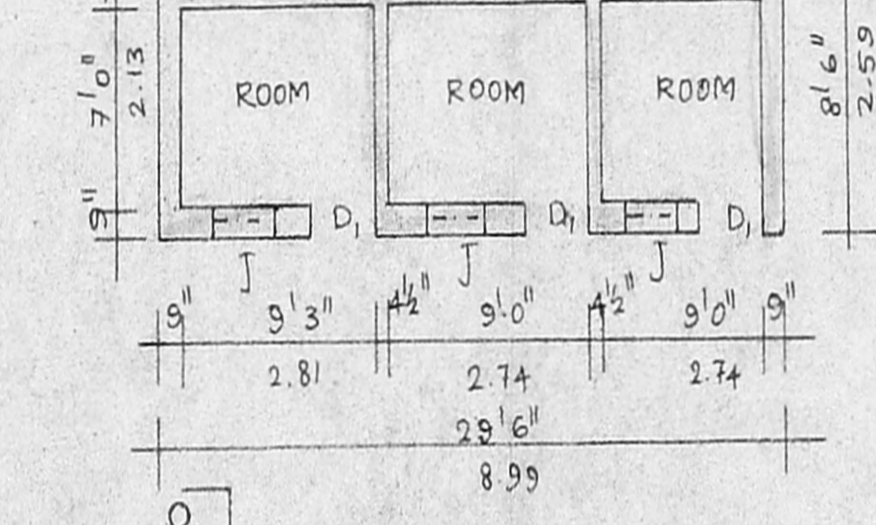 7'0"
2.13
9"
ROOM ROOM ROOM
8'6"
2.59
D1 D1 D1
J J J
9" 9'3" 4½" 9'0" 4½" 9'0" 9"
2.81 2.74 2.74
29'6"
8.99